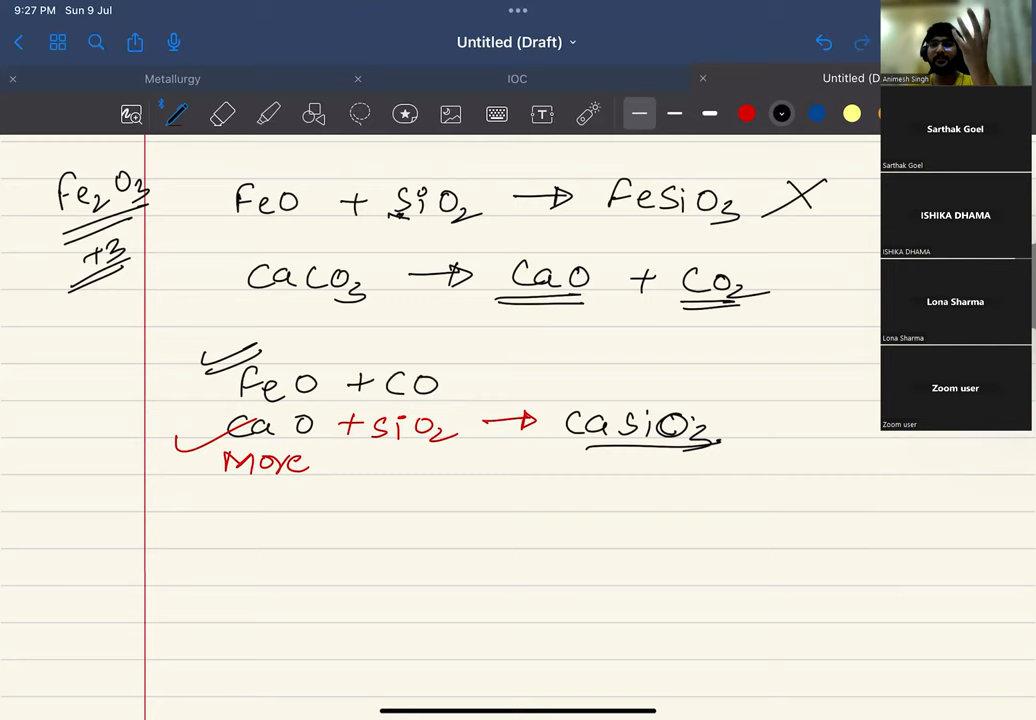 9:27 PM Sun 9 Jul
Untitled (Draft)
Metallurgy
IOC
Untitled (D
Animesh Singh
Sarthak Goel
Sarthak Goel
ISHIKA DHAMA
ISHIKA DHAMA
Lona Sharma
Lona Sharma
Zoom user
Zoom user
Fe2O3
+3
FeO + SiO2 → FeSiO3 X
CaCO3 → CaO + CO2
FeO + CO
CaO + SiO2 → CaSiO3
More